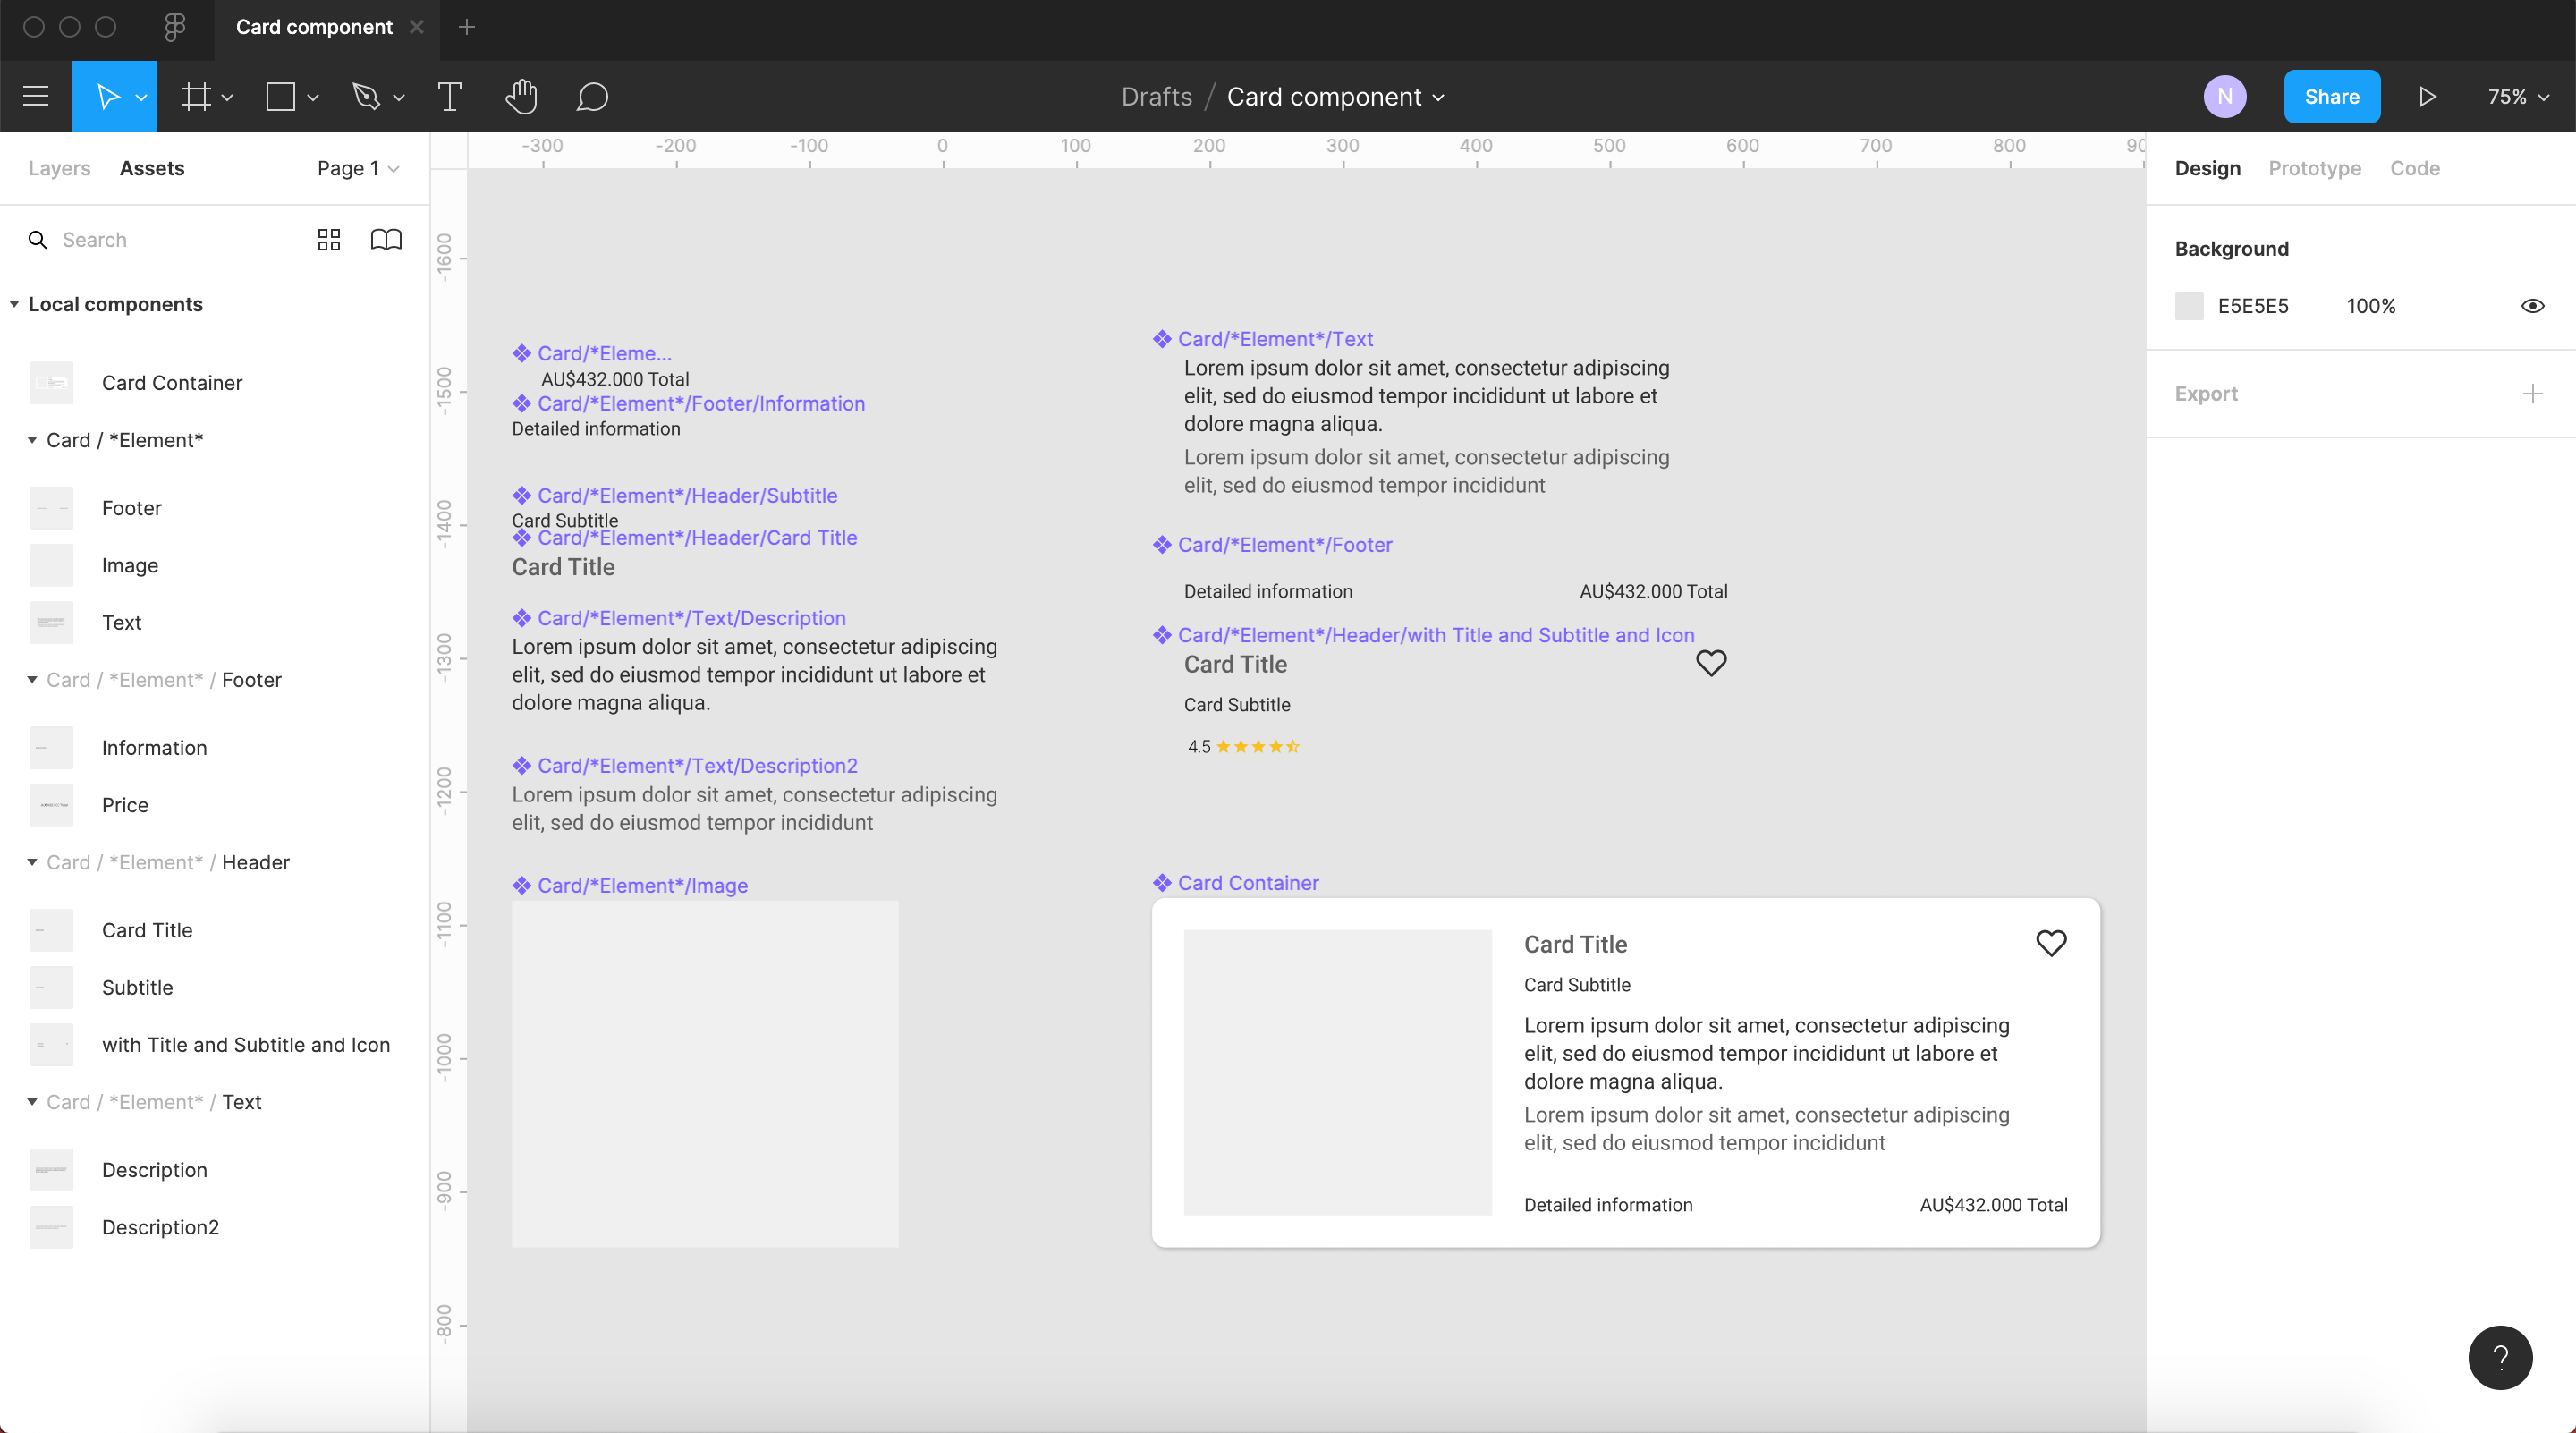 Card component
Drafts / Card component
N
Share
75%
Layers
Assets
Page 1
Search
Local components
Card Container
Card / *Element*
Footer
Image
Text
Card / *Element* / Footer
Information
Price
Card / *Element* / Header
Card Title
Subtitle
with Title and Subtitle and Icon
Card / *Element* / Text
Description
Description2
-300 -200 -100 0 100 200 300 400 500 600 700 800 90
-1600
-1500
-1400
-1300
-1200
-1100
-1000
-900
-800
Card/*Eleme...
AU$432.000 Total
Card/*Element*/Footer/Information
Detailed information
Card/*Element*/Header/Subtitle
Card Subtitle
Card/*Element*/Header/Card Title
Card Title
Card/*Element*/Text/Description
Lorem ipsum dolor sit amet, consectetur adipiscing
elit, sed do eiusmod tempor incididunt ut labore et
dolore magna aliqua.
Card/*Element*/Text/Description2
Lorem ipsum dolor sit amet, consectetur adipiscing
elit, sed do eiusmod tempor incididunt
Card/*Element*/Image
Card/*Element*/Text
Lorem ipsum dolor sit amet, consectetur adipiscing
elit, sed do eiusmod tempor incididunt ut labore et
dolore magna aliqua.
Lorem ipsum dolor sit amet, consectetur adipiscing
elit, sed do eiusmod tempor incididunt
Card/*Element*/Footer
Detailed information AU$432.000 Total
Card/*Element*/Header/with Title and Subtitle and Icon
Card Title
Card Subtitle
4.5
Card Container
Card Title
Card Subtitle
Lorem ipsum dolor sit amet, consectetur adipiscing
elit, sed do eiusmod tempor incididunt ut labore et
dolore magna aliqua.
Lorem ipsum dolor sit amet, consectetur adipiscing
elit, sed do eiusmod tempor incididunt
Detailed information AU$432.000 Total
Design
Prototype
Code
Background
E5E5E5 100%
Export
?